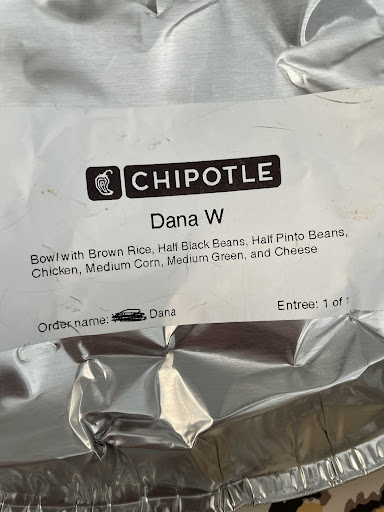 CHIPOTLE
Dana W
Bowl with Brown Rice, Half Black Beans, Half Pinto Beans,
Chicken, Medium Corn, Medium Green, and Cheese
Order name: Dana
Entree: 1 of